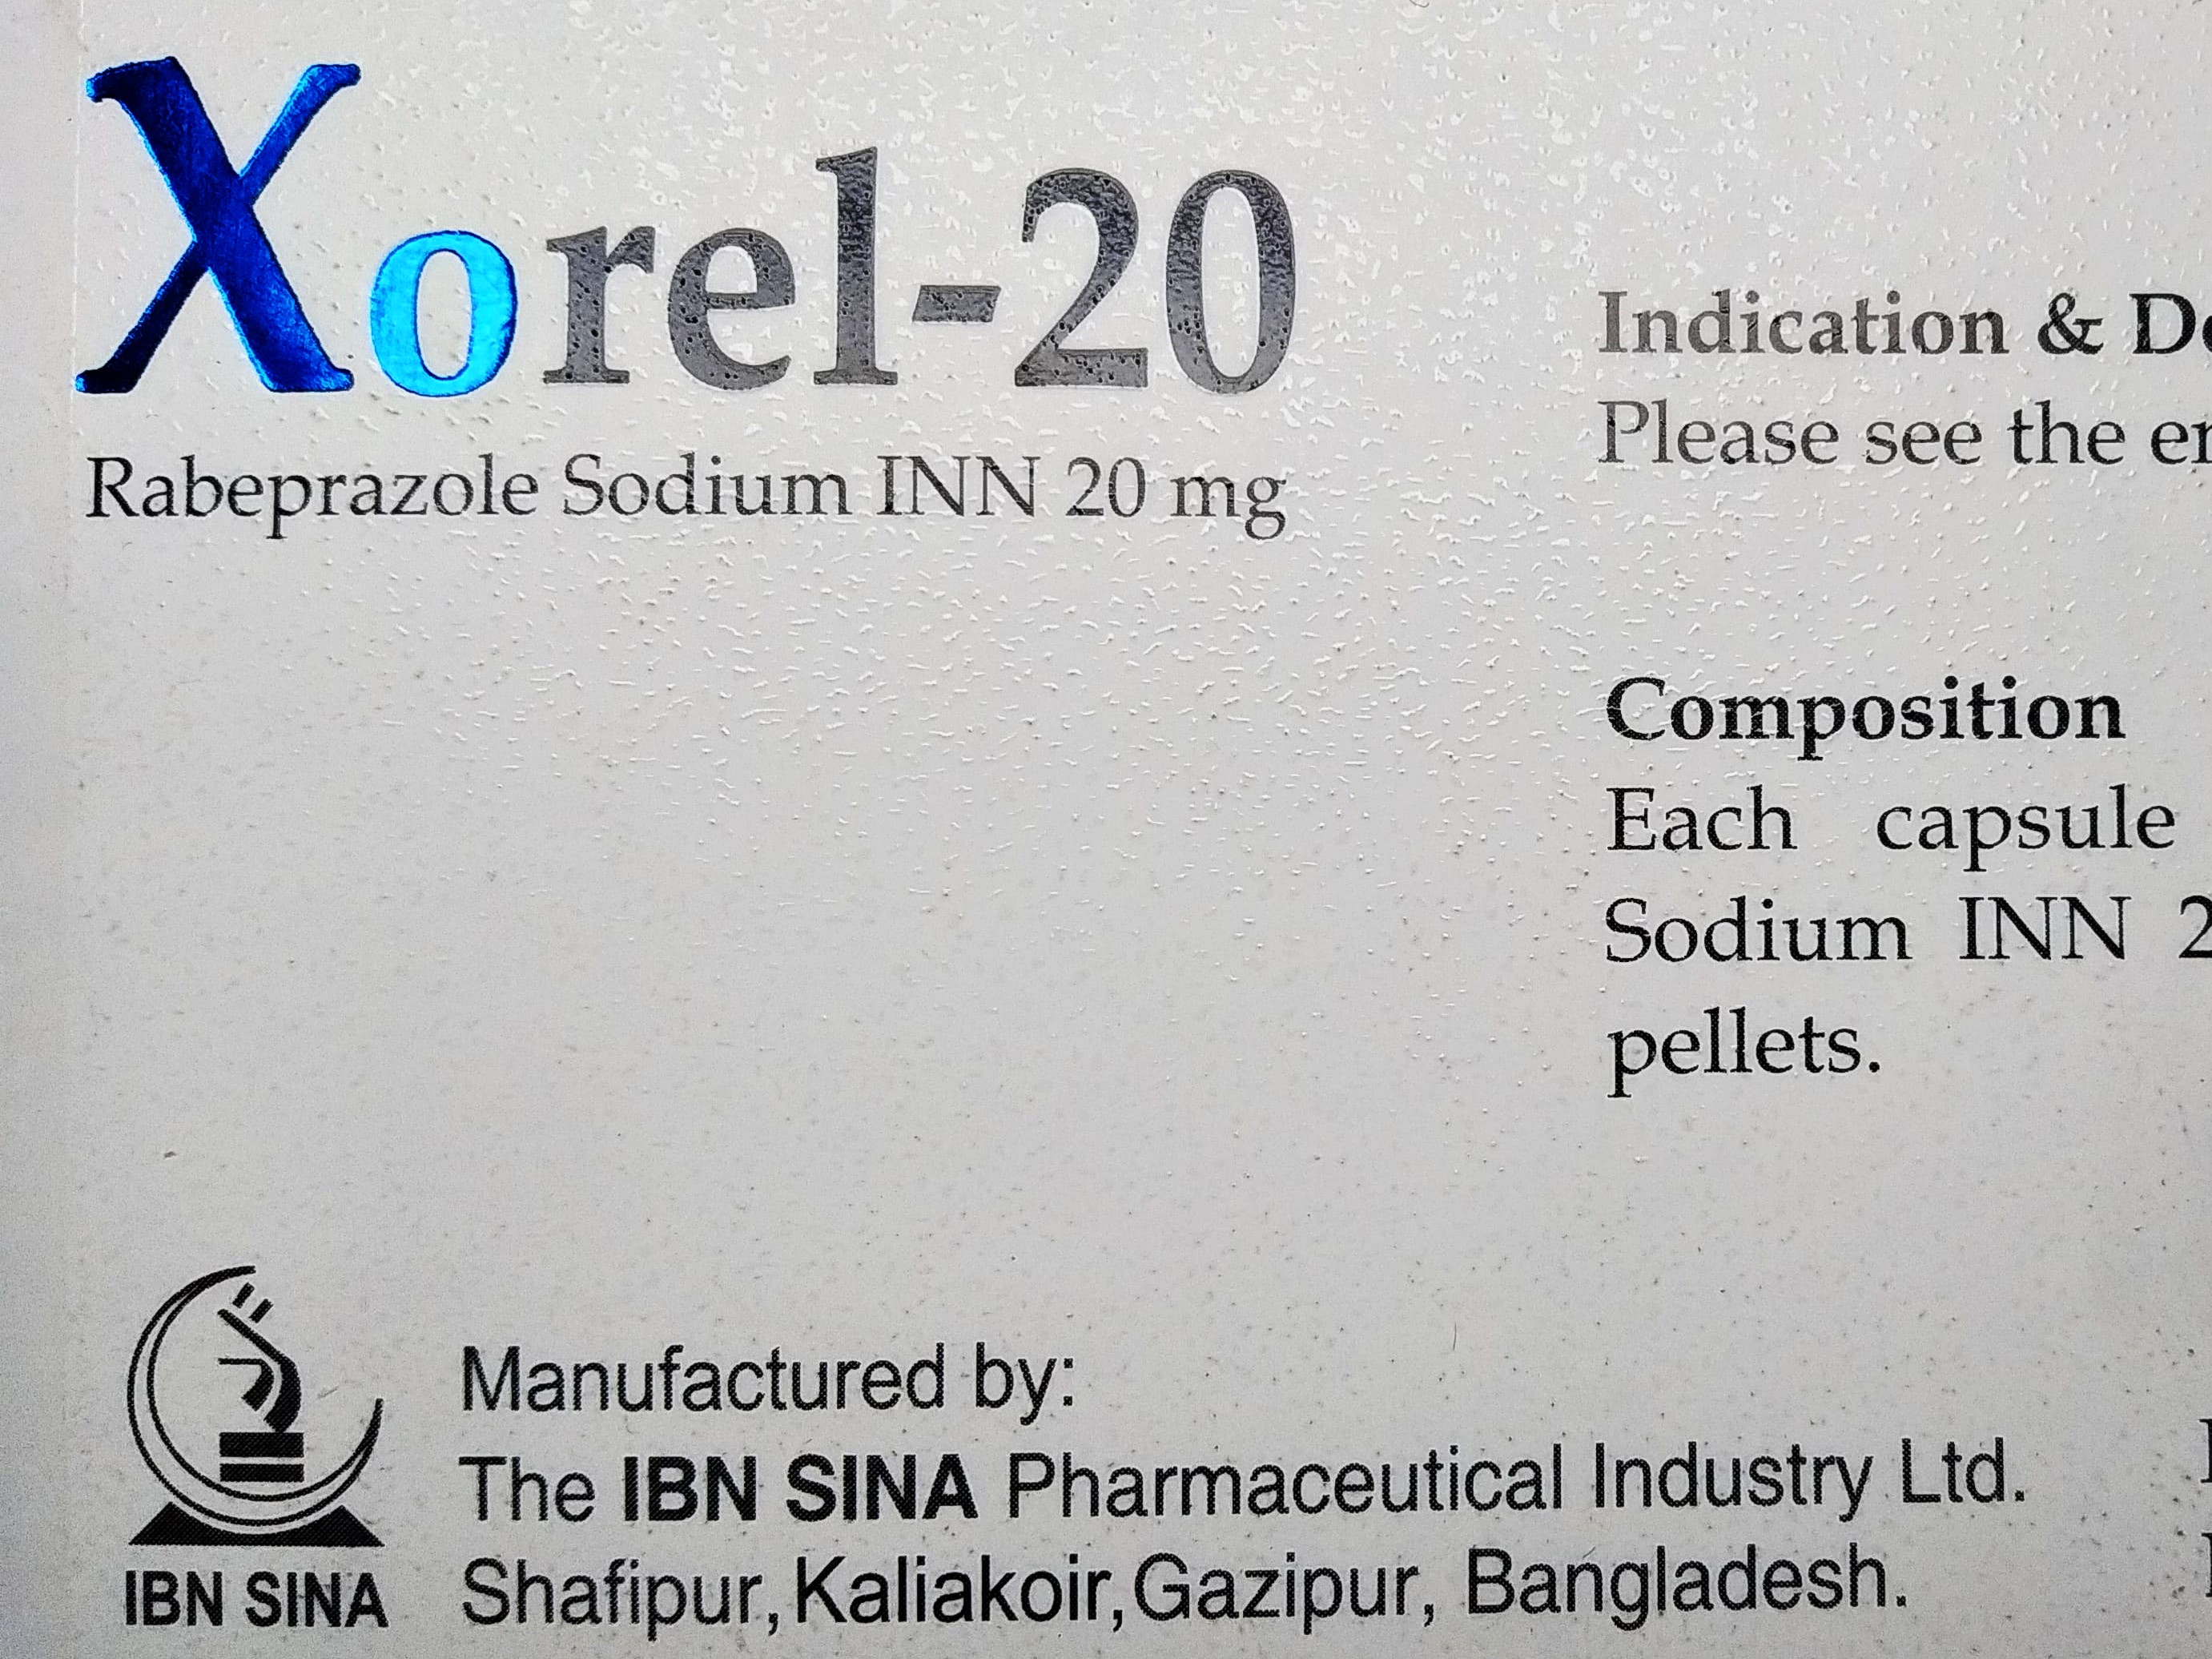 Xorel-20
Rabeprazole Sodium INN 20 mg
Indication &
Please see the
Composition
Each capsule
Sodium INN
pellets.
IBN SINA
Manufactured by:
The IBN SINA Pharmaceutical Industry Ltd.
Shafipur, Kaliakoir, Gazipur, Bangladesh.